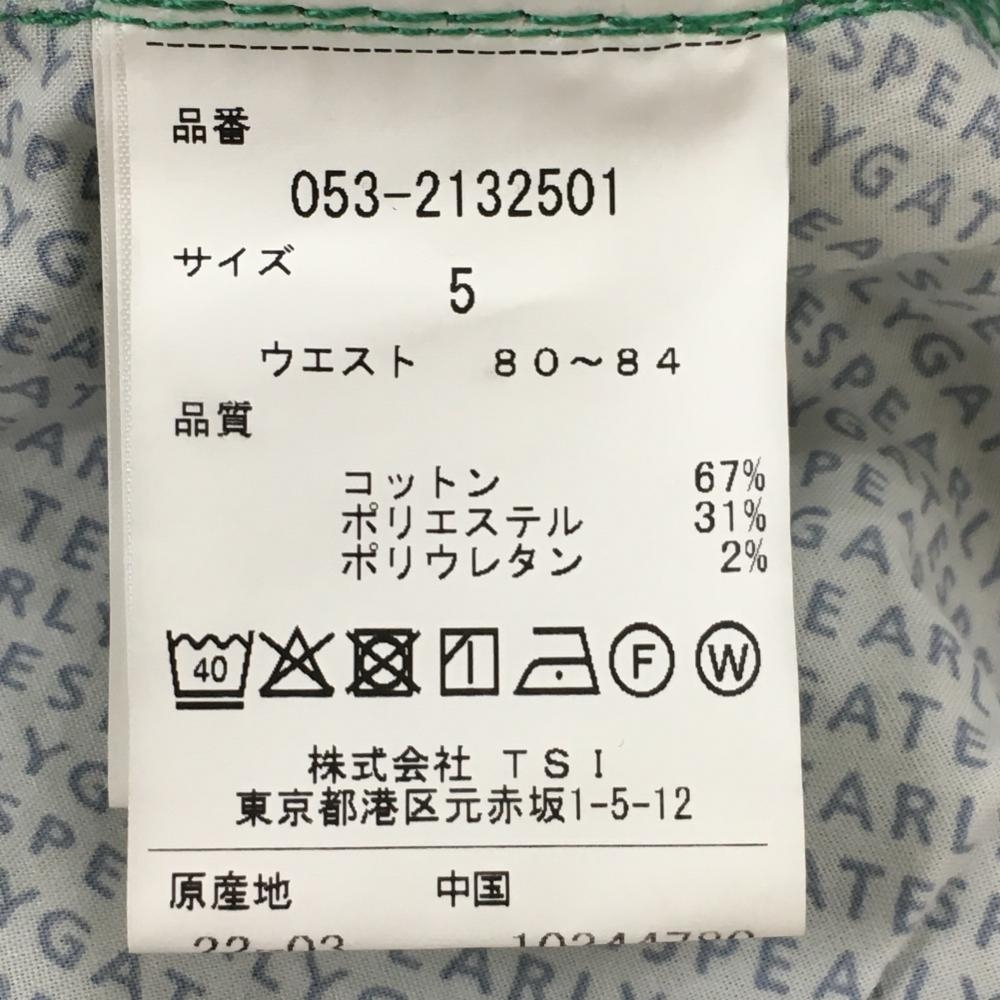 品番
053-2132501
サイズ
5
ウエスト 80～84
品質
コットン 67%
ポリエステル 31%
ポリウレタン 2%
40 F W
株式会社 TSI
東京都港区元赤坂1-5-12
原産地 中国
PEARLY GATES